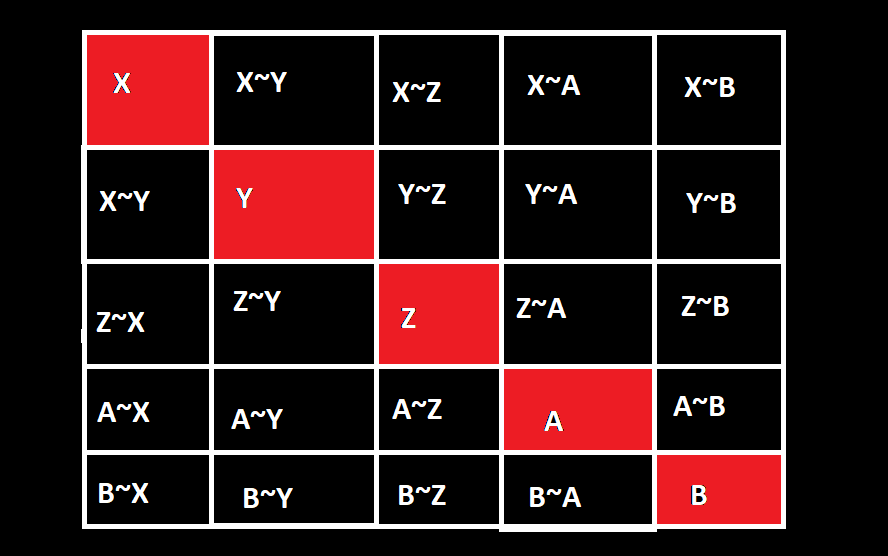 X X~Y X~Z X~A X~B
X~Y Y Y~Z Y~A Y~B
Z~X Z~Y Z Z~A Z~B
A~X A~Y A~Z A A~B
B~X B~Y B~Z B~A B